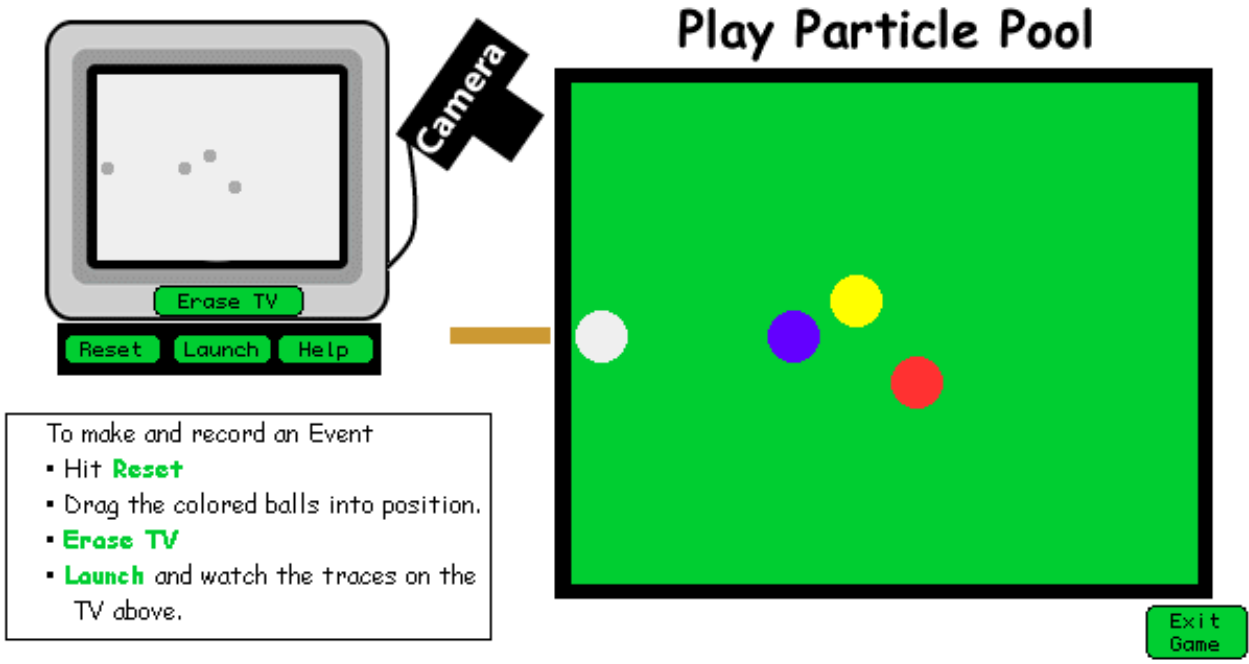 Play Particle Pool
Camera
Erase TV
Reset
Launch
Help
To make and record an Event
▪ Hit Reset
▪ Drag the colored balls into position.
▪ Erase TV
▪ Launch and watch the traces on the
TV above.
Exit
Game